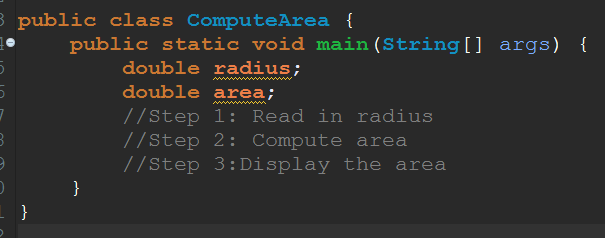 public class ComputeArea {
public static void main(String[] args) {
double radius;
double area;
//Step 1: Read in radius
//Step 2: Compute area
//Step 3:Display the area
}
}